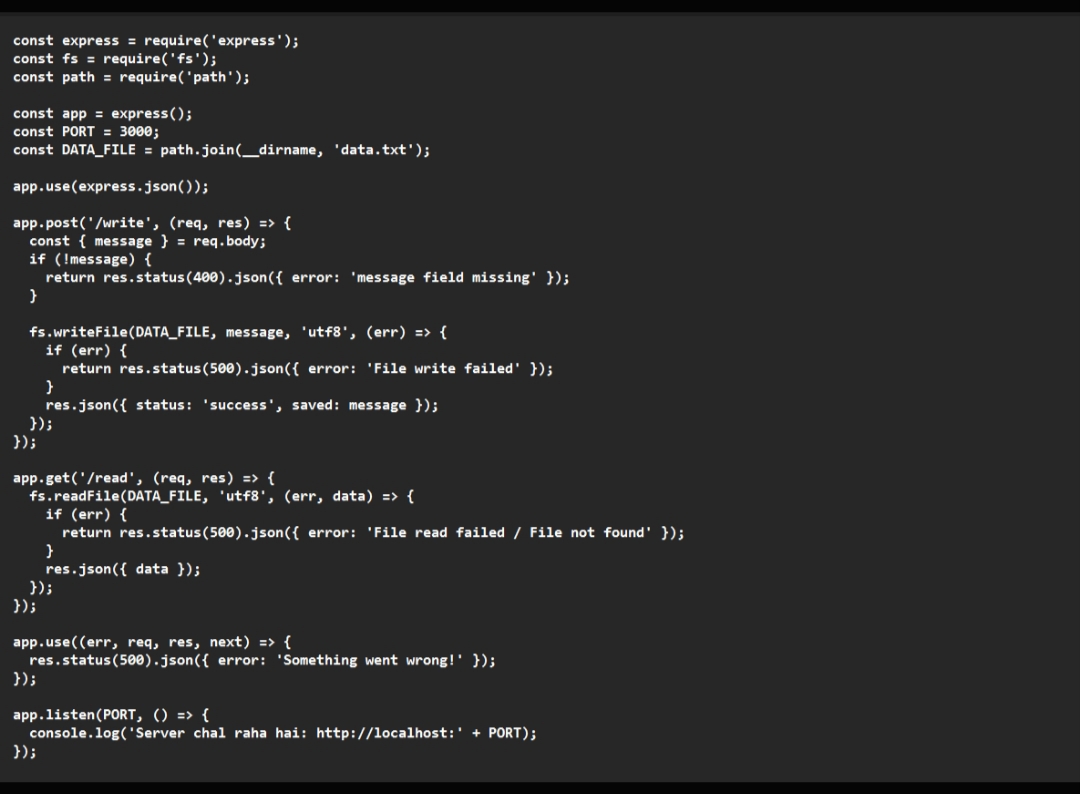 const express = require('express');
const fs = require('fs');
const path = require('path');

const app = express();
const PORT = 3000;
const DATA_FILE = path.join(__dirname, 'data.txt');

app.use(express.json());

app.post('/write', (req, res) => {
  const { message } = req.body;
  if (!message) {
    return res.status(400).json({ error: 'message field missing' });
  }

  fs.writeFile(DATA_FILE, message, 'utf8', (err) => {
    if (err) {
      return res.status(500).json({ error: 'File write failed' });
    }
    res.json({ status: 'success', saved: message });
  });
});

app.get('/read', (req, res) => {
  fs.readFile(DATA_FILE, 'utf8', (err, data) => {
    if (err) {
      return res.status(500).json({ error: 'File read failed / File not found' });
    }
    res.json({ data });
  });
});

app.use((err, req, res, next) => {
  res.status(500).json({ error: 'Something went wrong!' });
});

app.listen(PORT, () => {
  console.log('Server chal raha hai: http://localhost:' + PORT);
});